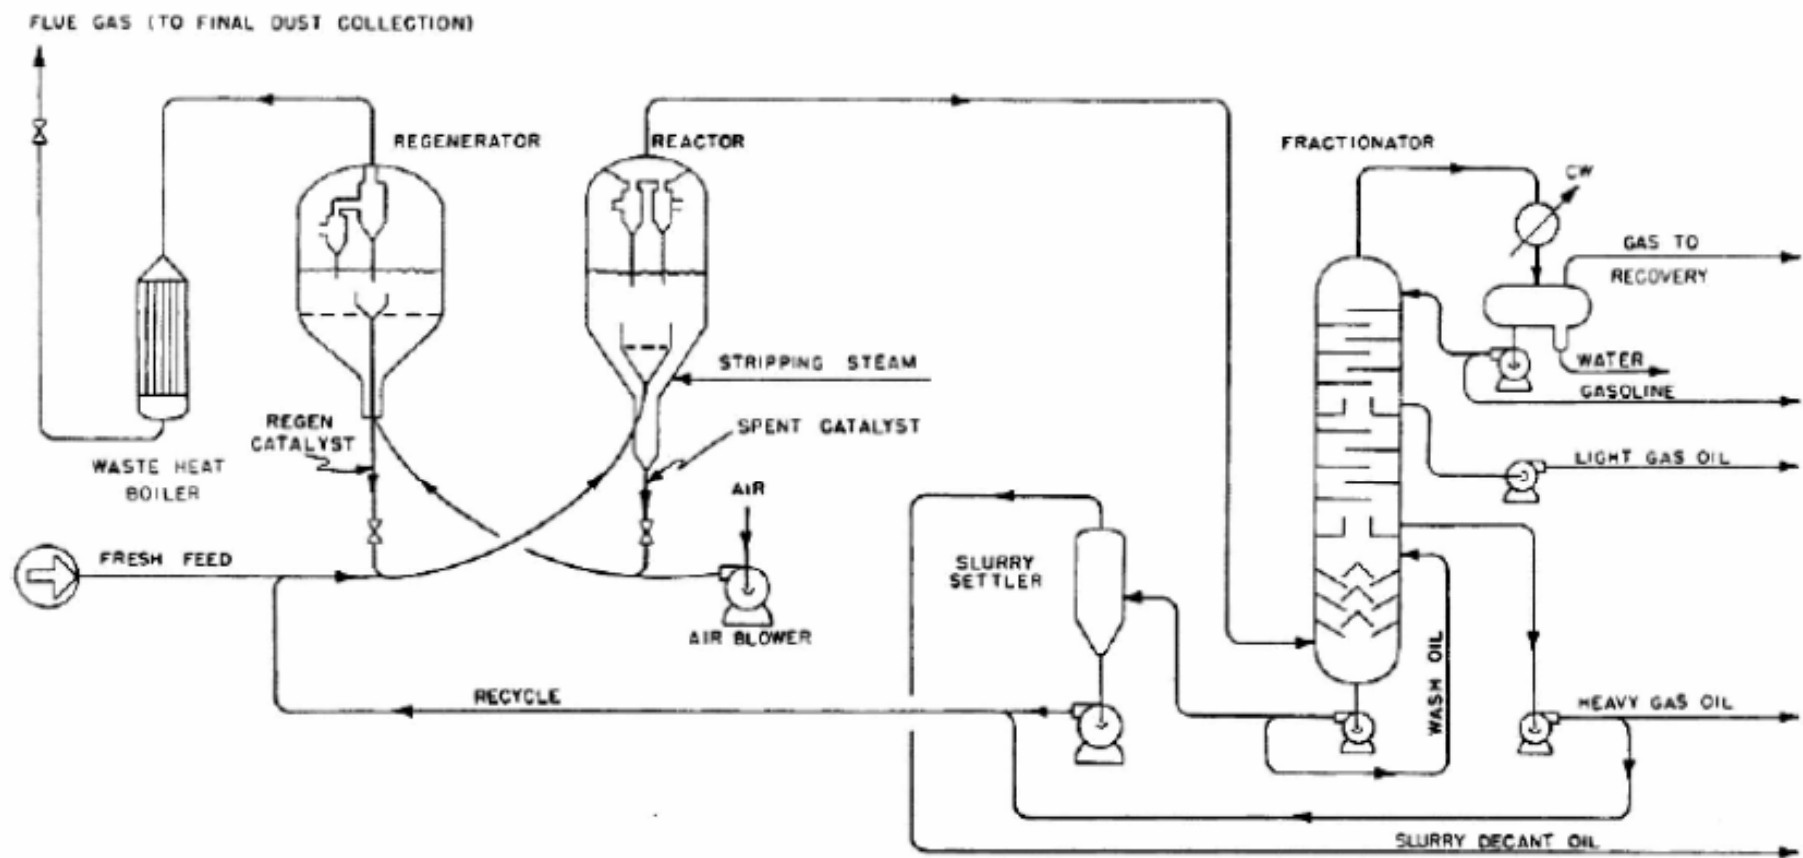 FLUE GAS (TO FINAL DUST COLLECTION)
REGENERATOR
REACTOR
FRACTIONATOR
CW
GAS TO
RECOVERY
STRIPPING STEAM
WATER
GASOLINE
REGEN
CATALYST
SPENT CATALYST
WASTE HEAT
BOILER
LIGHT GAS OIL
AIR
FRESH FEED
SLURRY
SETTLER
AIR BLOWER
WASH OIL
RECYCLE
HEAVY GAS OIL
SLURRY DECANT OIL